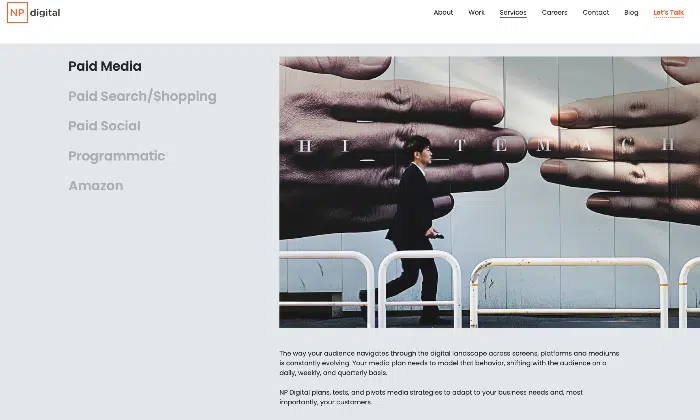 NP digital
About Work Services Careers Contact Blog Let's Talk
Paid Media
Paid Search/Shopping
Paid Social
Programmatic
Amazon
HI TEMACH
The way your audience navigates through the digital landscape across screens, platforms and mediums
is constantly evolving. Your media plan needs to model that behavior, shifting with the audience on a
daily, weekly, and quarterly basis.
NP Digital plans, tests, and pivots media strategies to adapt to your business needs and, most
importantly, your customers.